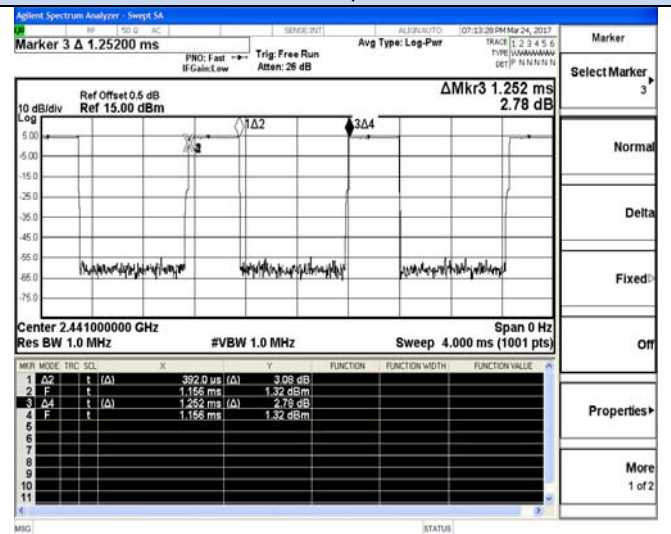 Agilent Spectrum Analyzer - Swept SA
RF 50 Ω AC SENSE:INT ALIGNAUTO 07:13:28 PM Mar 24, 2017
Marker 3 Δ 1.25200 ms
PNO: Fast
IFGain:Low
Trig: Free Run
Atten: 26 dB
Avg Type: Log-Pwr
TRACE 1 2 3 4 5 6
TYPE
DET P N N N N N
ΔMkr3 1.252 ms
2.78 dB
Ref Offset 0.5 dB
10 dB/div Ref 15.00 dBm
Log
5.00
-5.00
-15.0
-25.0
-35.0
-45.0
-55.0
-65.0
-75.0
1Δ2
3Δ4
Center 2.441000000 GHz Span 0 Hz
Res BW 1.0 MHz #VBW 1.0 MHz Sweep 4.000 ms (1001 pts)
MKR MODE TRC SCL X Y FUNCTION FUNCTION WIDTH FUNCTION VALUE
1 Δ2 t (Δ) 392.0 µs (Δ) 3.08 dB
2 F t 1.156 ms 1.32 dBm
3 Δ4 t (Δ) 1.252 ms (Δ) 2.78 dB
4 F t 1.156 ms 1.32 dBm
5
6
7
8
9
10
11
MSG STATUS
Marker
Select Marker
3
Normal
Delta
Fixed
Off
Properties
More
1 of 2